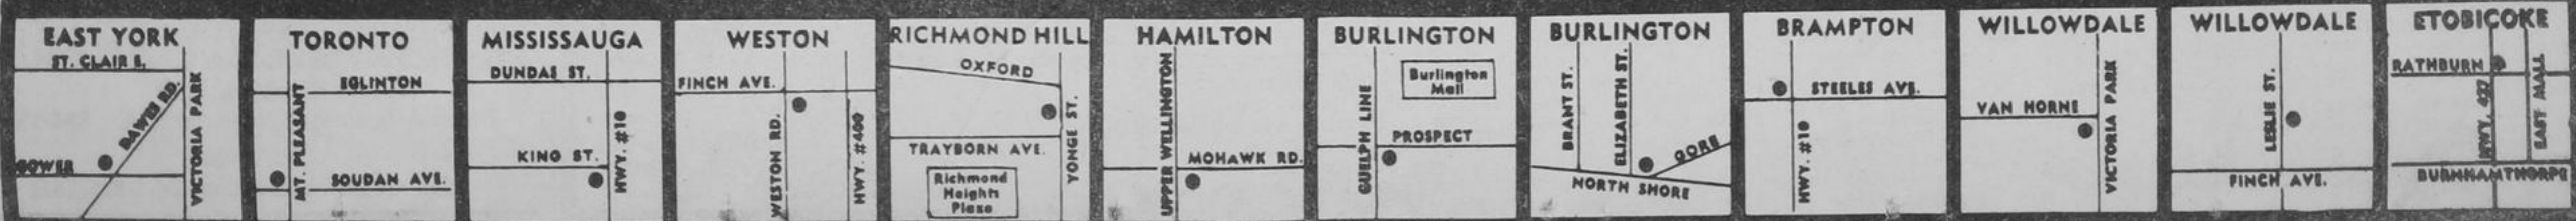 EAST YORK
ST. CLAIR E.
DAWES RD.
VICTORIA PARK
GOWER
TORONTO
EGLINTON
MT. PLEASANT
SOUDAN AVE.
MISSISSAUGA
DUNDAS ST.
HWY. #10
KING ST.
WESTON
FINCH AVE.
WESTON RD.
HWY. #400
RICHMOND HILL
OXFORD
YONGE ST.
TRAYBORN AVE.
Richmond
Heights
Plaza
HAMILTON
UPPER WELLINGTON
MOHAWK RD.
BURLINGTON
Burlington
Mall
GUELPH LINE
PROSPECT
BURLINGTON
BRANT ST.
ELIZABETH ST.
GORE
NORTH SHORE
BRAMPTON
STEELES AVE.
HWY. #10
WILLOWDALE
VAN HORNE
VICTORIA PARK
WILLOWDALE
LESLIE ST.
FINCH AVE.
ETOBICOKE
RATHBURN
HWY. 427
EAST MALL
BURNHAMTHORPE